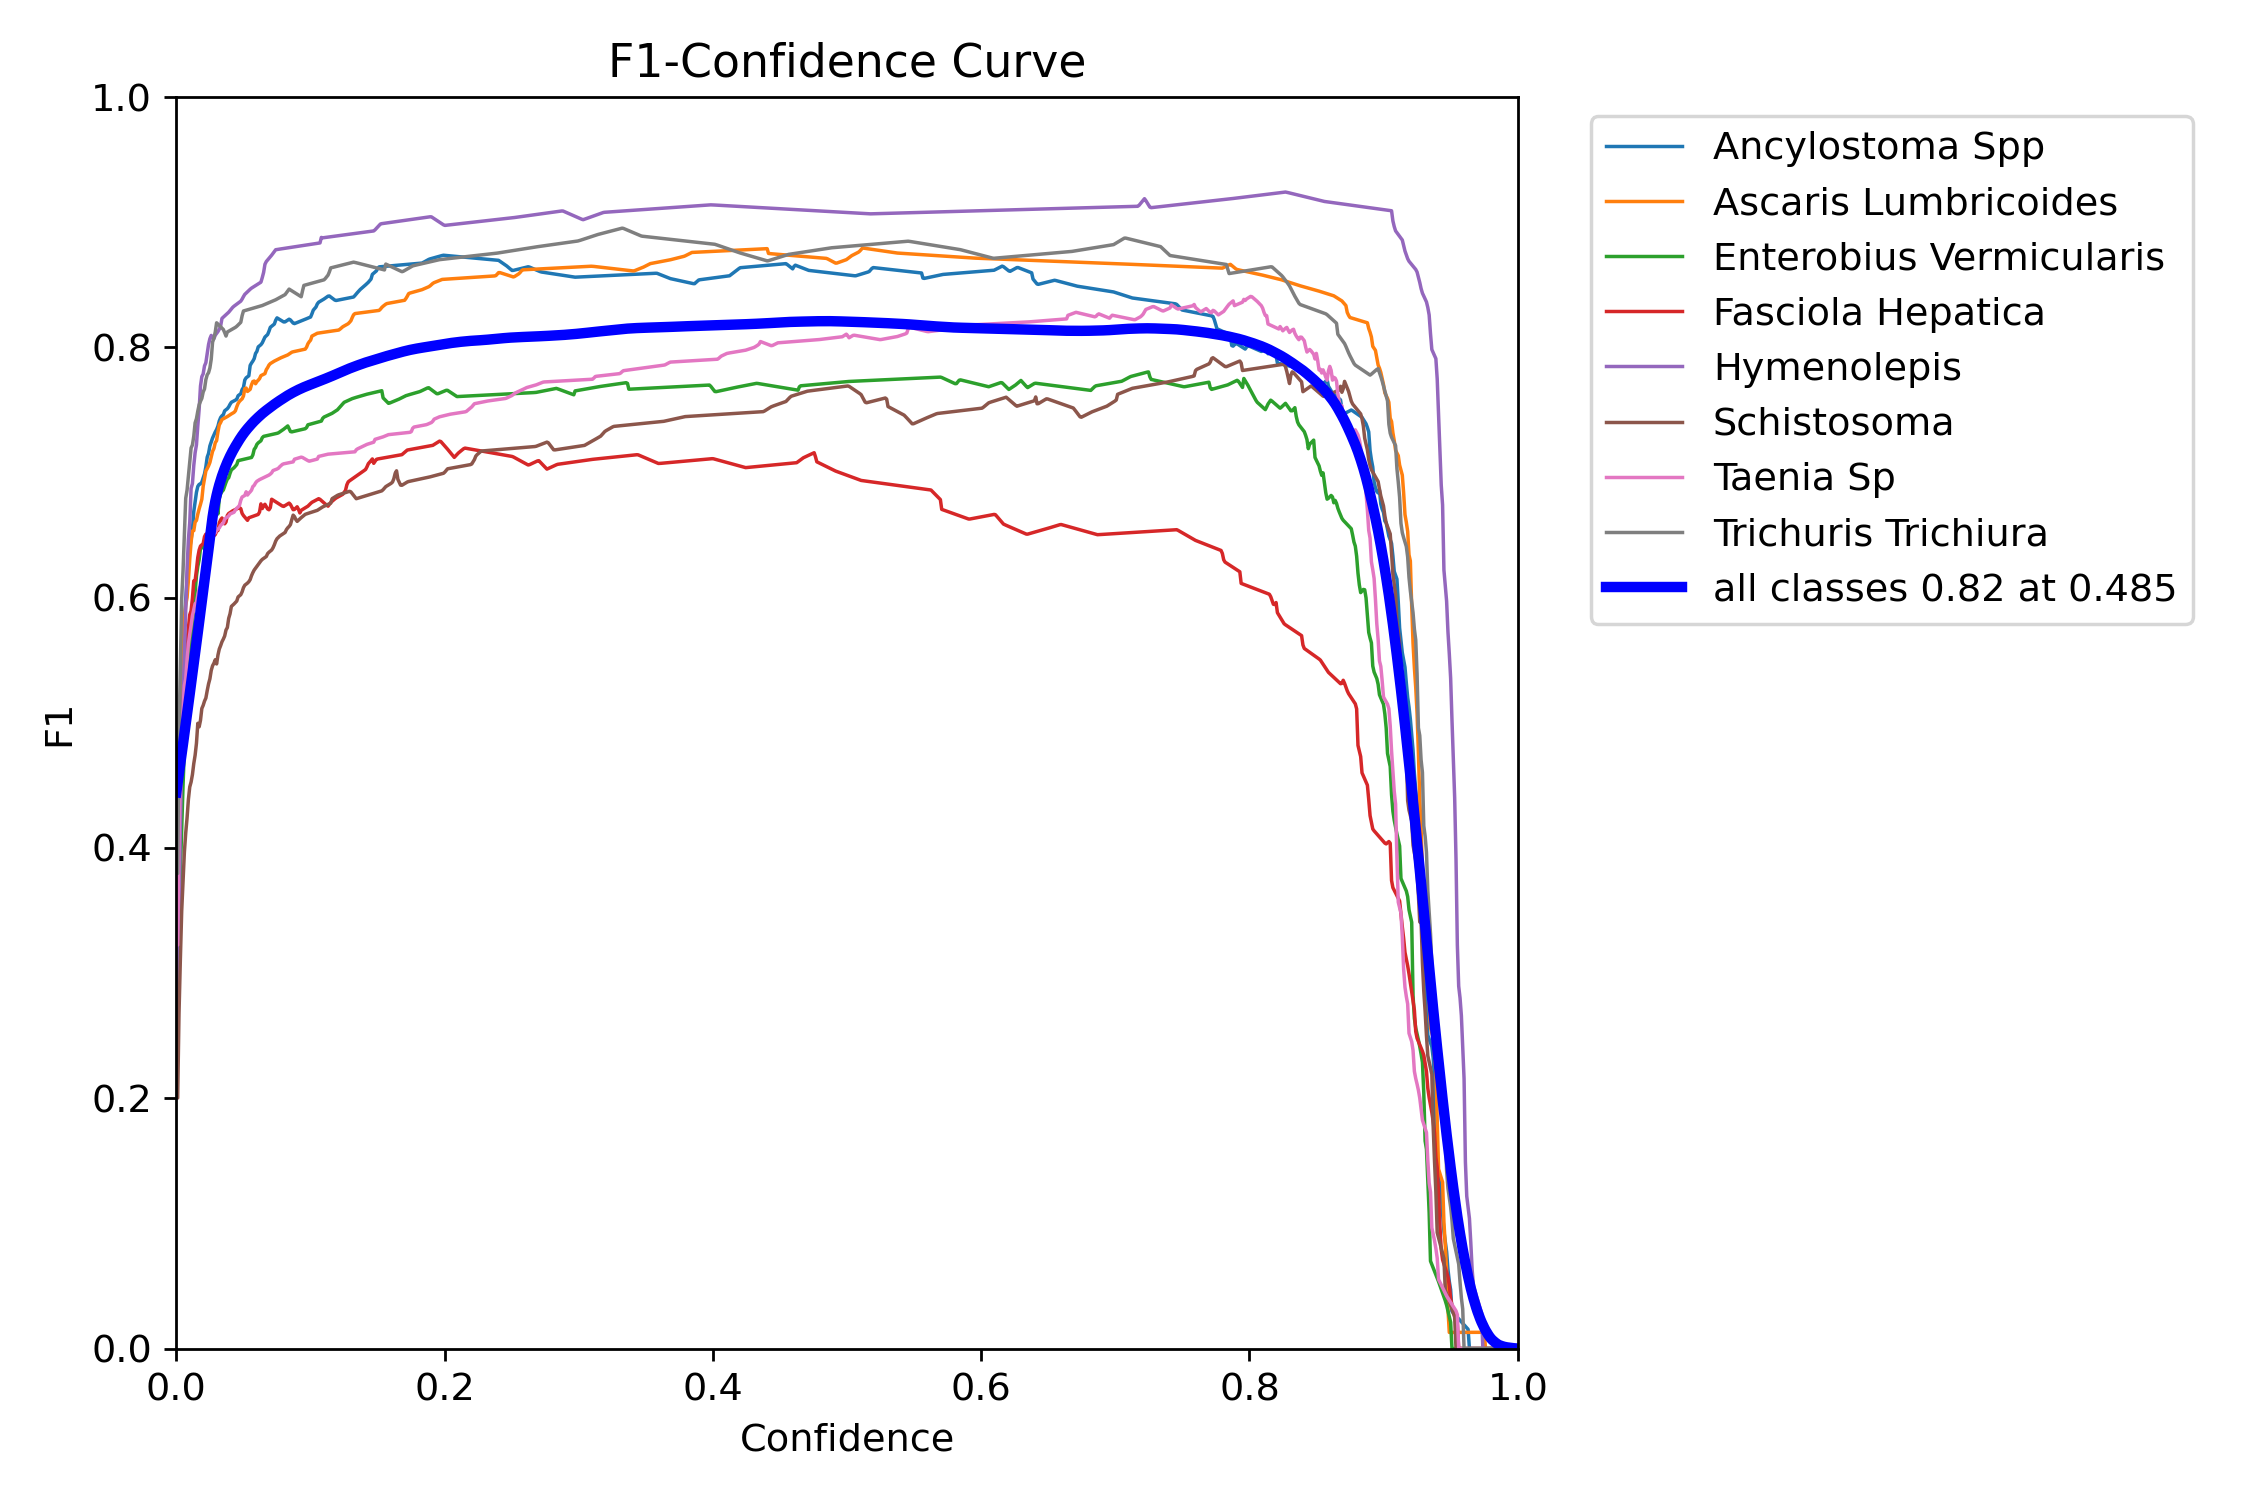 F1-Confidence Curve
1.0
0.8
0.6
0.4
0.2
0.0
F1
0.0 0.2 0.4 0.6 0.8 1.0
Confidence
Ancylostoma Spp
Ascaris Lumbricoides
Enterobius Vermicularis
Fasciola Hepatica
Hymenolepis
Schistosoma
Taenia Sp
Trichuris Trichiura
all classes 0.82 at 0.485